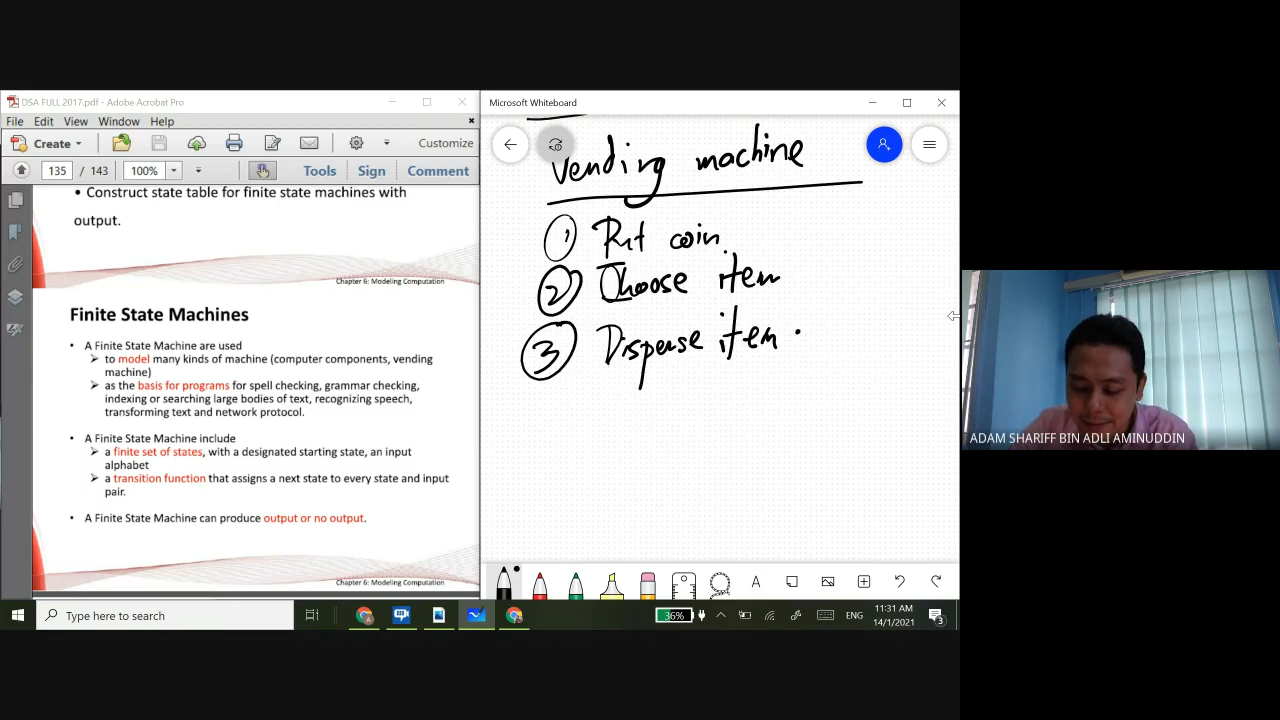 DSA FULL 2017.pdf - Adobe Acrobat Pro
File Edit View Window Help
Create
Customize
135 / 143 100%
Tools Sign Comment
• Construct state table for finite state machines with
output.
Chapter 6: Modeling Computation
Finite State Machines
• A Finite State Machine are used
➢ to model many kinds of machine (computer components, vending
machine)
➢ as the basis for programs for spell checking, grammar checking,
indexing or searching large bodies of text, recognizing speech,
transforming text and network protocol.
• A Finite State Machine include
➢ a finite set of states, with a designated starting state, an input
alphabet
➢ a transition function that assigns a next state to every state and input
pair.
• A Finite State Machine can produce output or no output.
Chapter 6: Modeling Computation
Microsoft Whiteboard
Vending machine
1 Put coin
2 Choose item
3 Dispense item.
ADAM SHARIFF BIN ADLI AMINUDDIN
Type here to search
36%
ENG
11:31 AM
14/1/2021
3